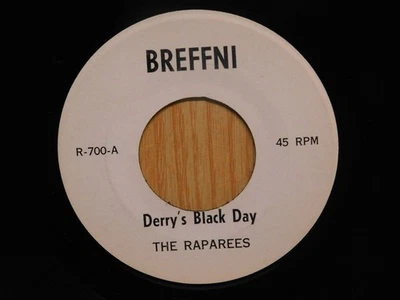 BREFFNI
R-700-A
45 RPM
Derry's Black Day
THE RAPAREES